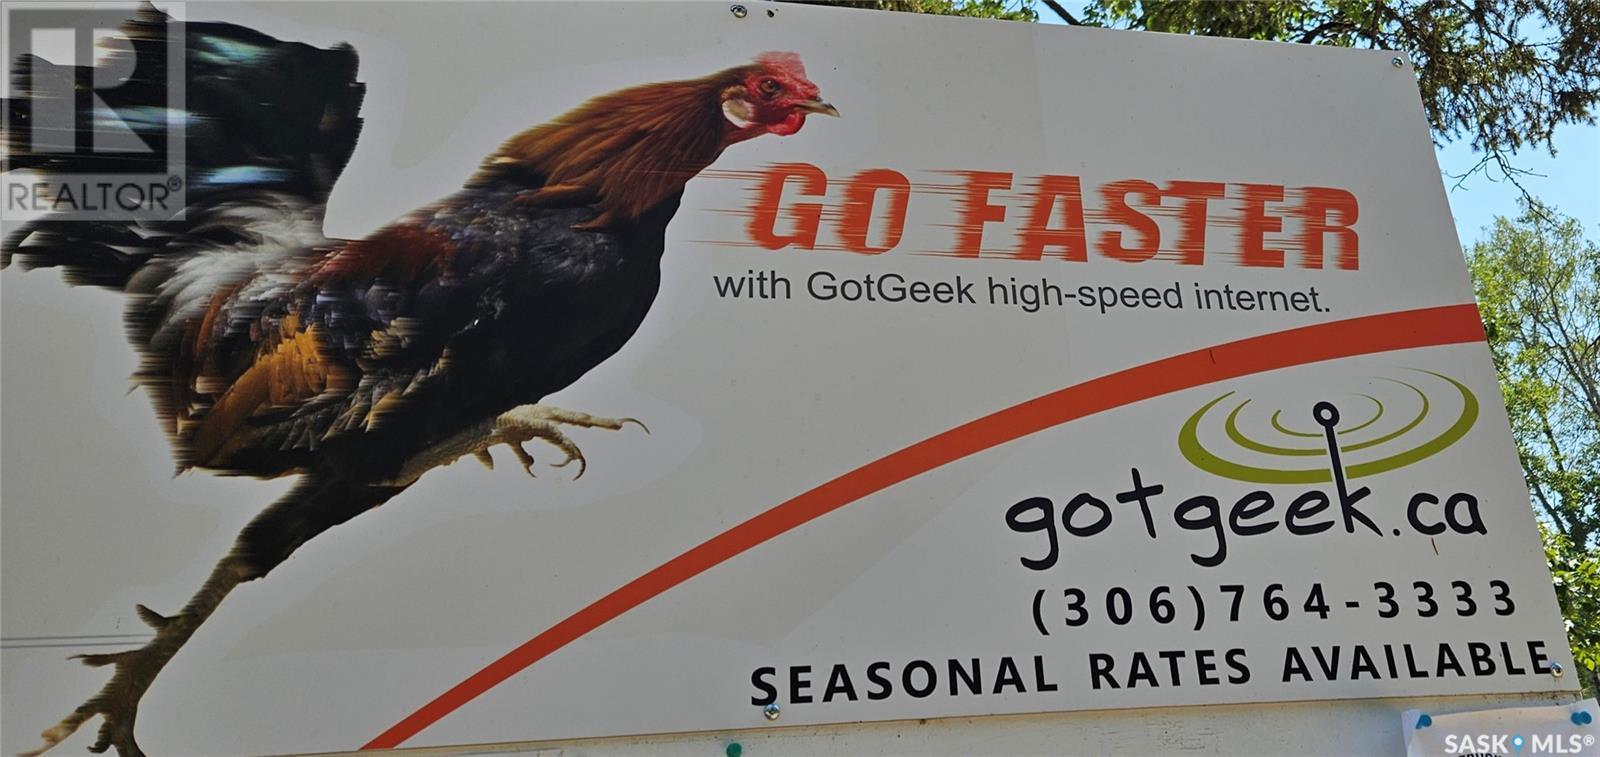 REALTOR®
GO FASTER
with GotGeek high-speed internet.
gotgeek.ca
(306)764-3333
SEASONAL RATES AVAILABLE
SASK MLS®